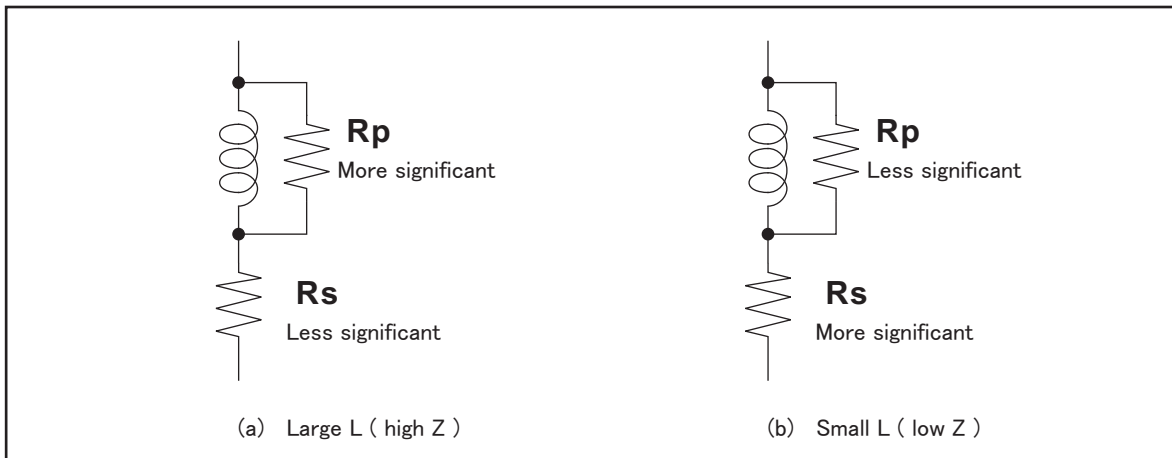 Rp
More significant
Rs
Less significant
(a) Large L ( high Z )
Rp
Less significant
Rs
More significant
(b) Small L ( low Z )